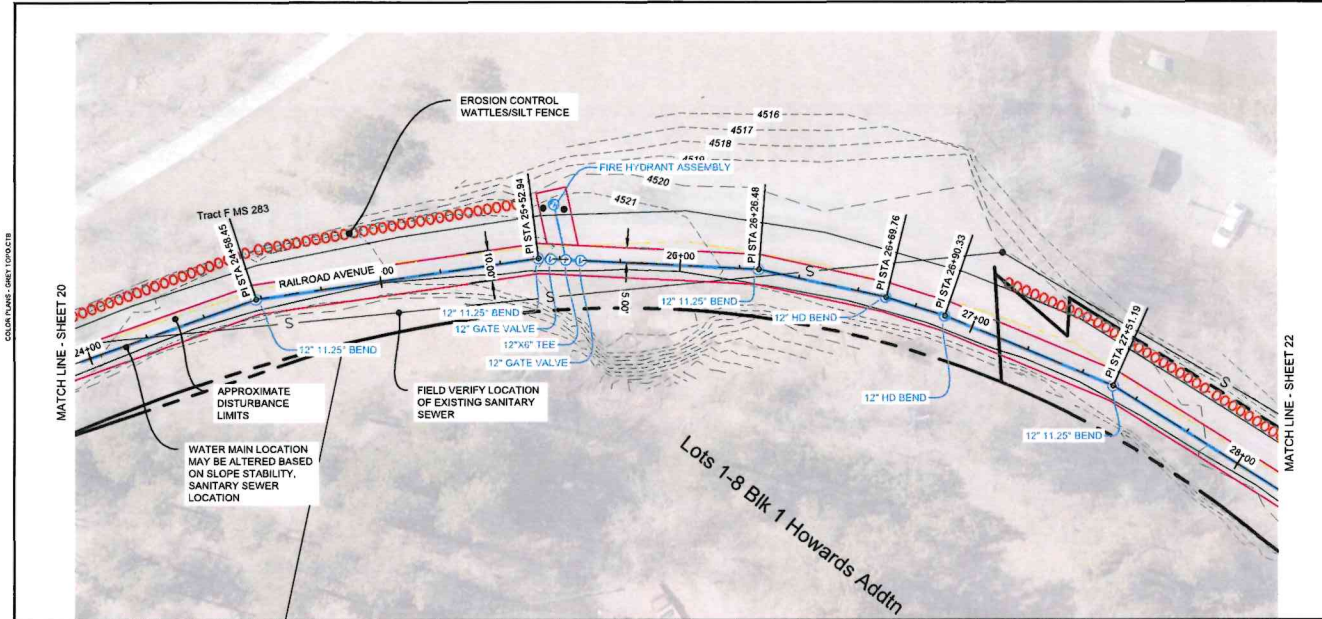 COLOR PLANS - GREY TOPO.CTB
MATCH LINE - SHEET 20
EROSION CONTROL
WATTLES/SILT FENCE
4516
4517
4518
4519
4520
4521
FIRE HYDRANT ASSEMBLY
Tract F MS 283
PI STA 24+58.45
PI STA 25+52.94
PI STA 26+26.48
PI STA 26+69.76
PI STA 26+90.33
PI STA 27+57.19
RAILROAD AVENUE
24+00
26+00
27+00
28+00
10.00'
5.00'
S
S
S
S
12" 11.25° BEND
12" 11.25° BEND
12" GATE VALVE
12"X6" TEE
12" GATE VALVE
12" 11.25° BEND
12" HD BEND
12" HD BEND
12" 11.25° BEND
APPROXIMATE
DISTURBANCE
LIMITS
FIELD VERIFY LOCATION
OF EXISTING SANITARY
SEWER
WATER MAIN LOCATION
MAY BE ALTERED BASED
ON SLOPE STABILITY,
SANITARY SEWER
LOCATION
Lots 1-8 Blk 1 Howards Addtn
MATCH LINE - SHEET 22